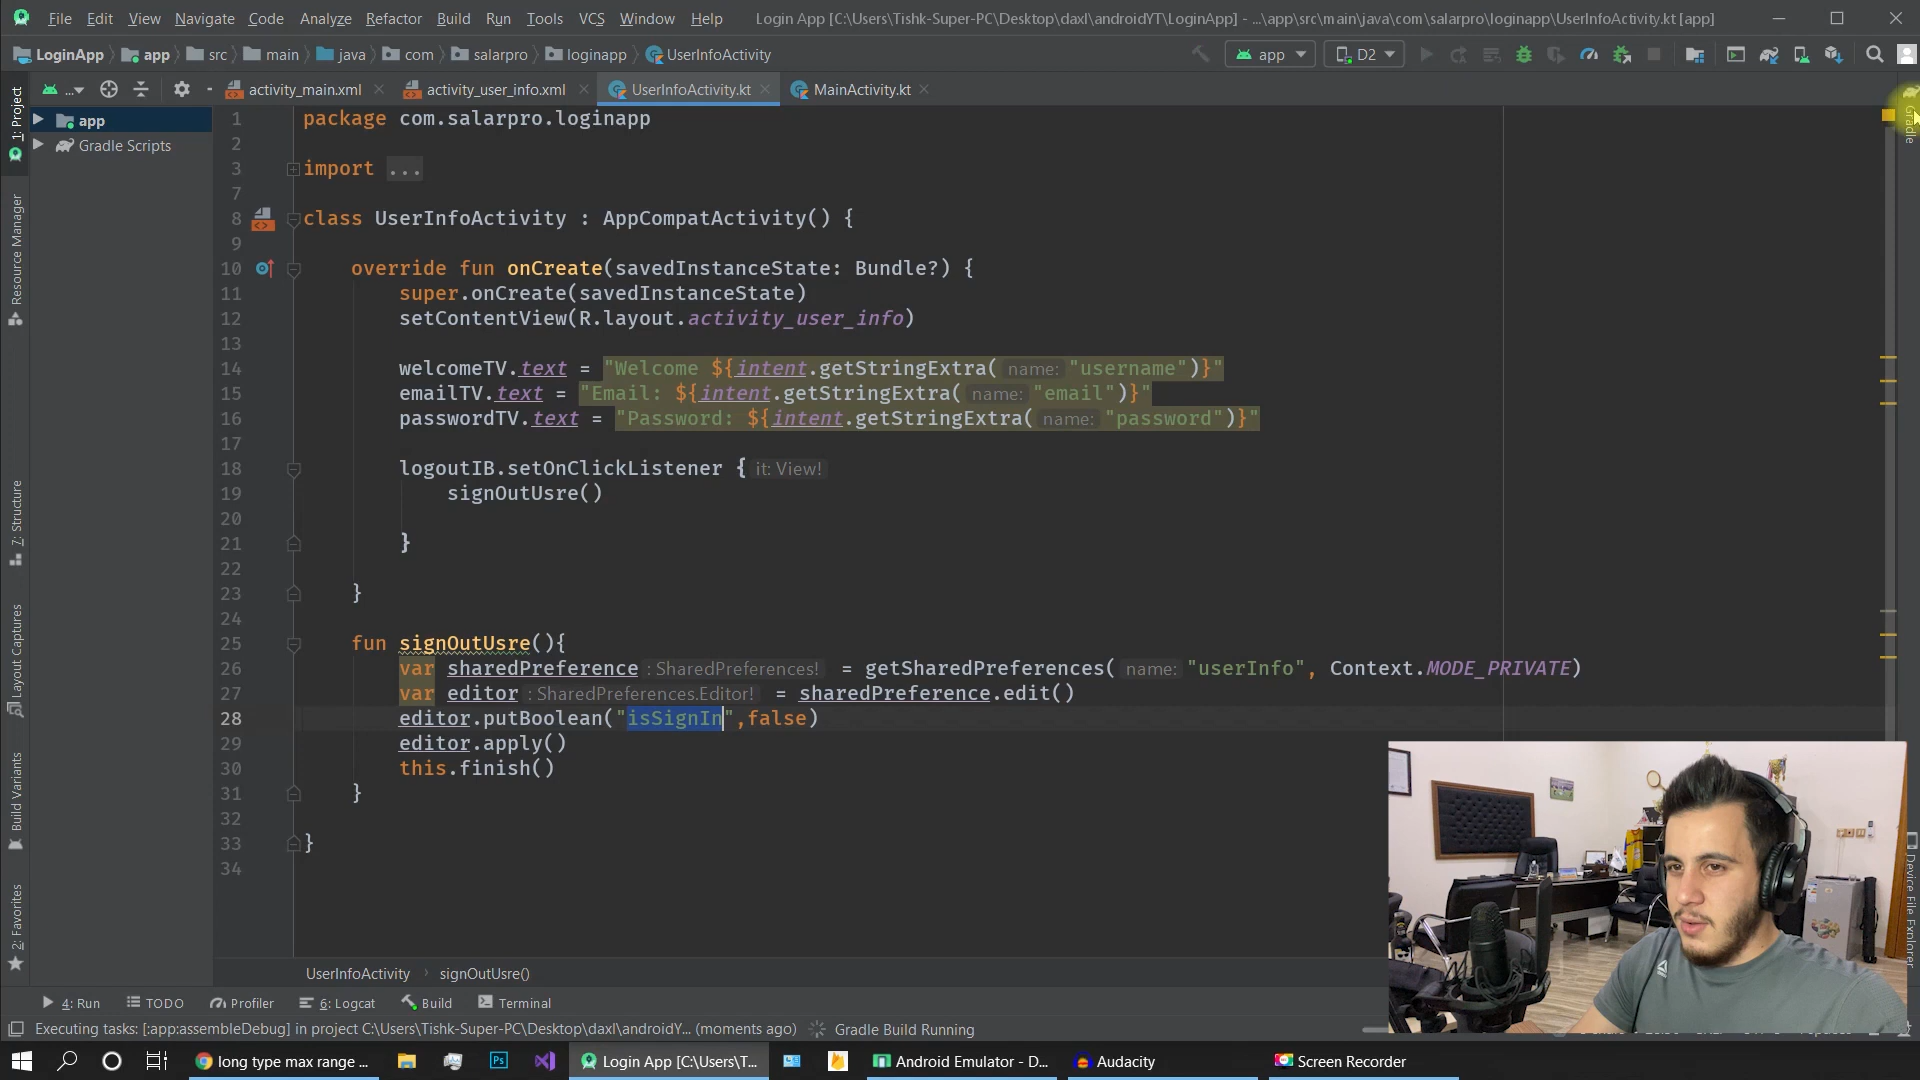 File Edit View Navigate Code Analyze Refactor Build Run Tools VCS Window Help Login App [C:\Users\Tishk-Super-PC\Desktop\daxl\androidYT\LoginApp] - ...\app\src\main\java\com\salarpro\loginapp\UserInfoActivity.kt [app]
LoginApp app src main java com salarpro loginapp UserInfoActivity app D2
... activity_main.xml activity_user_info.xml UserInfoActivity.kt MainActivity.kt
1: Project
Resource Manager
7: Structure
Layout Captures
Build Variants
2: Favorites
app
Gradle Scripts
Gradle
Device File Explorer
1 package com.salarpro.loginapp
2
3 import ...
7
8 class UserInfoActivity : AppCompatActivity() {
9
10 override fun onCreate(savedInstanceState: Bundle?) {
11 super.onCreate(savedInstanceState)
12 setContentView(R.layout.activity_user_info)
13
14 welcomeTV.text = "Welcome ${intent.getStringExtra( name: "username")}"
15 emailTV.text = "Email: ${intent.getStringExtra( name: "email")}"
16 passwordTV.text = "Password: ${intent.getStringExtra( name: "password")}"
17
18 logoutIB.setOnClickListener { it: View!
19 signOutUsre()
20
21 }
22
23 }
24
25 fun signOutUsre(){
26 var sharedPreference : SharedPreferences! = getSharedPreferences( name: "userInfo", Context.MODE_PRIVATE)
27 var editor : SharedPreferences.Editor! = sharedPreference.edit()
28 editor.putBoolean("isSignIn",false)
29 editor.apply()
30 this.finish()
31 }
32
33 }
34
UserInfoActivity › signOutUsre()
4: Run TODO Profiler 6: Logcat Build Terminal
Executing tasks: [:app:assembleDebug] in project C:\Users\Tishk-Super-PC\Desktop\daxl\androidY... (moments ago) Gradle Build Running
long type max range ... Ps Login App [C:\Users\T... Android Emulator - D... Audacity Screen Recorder